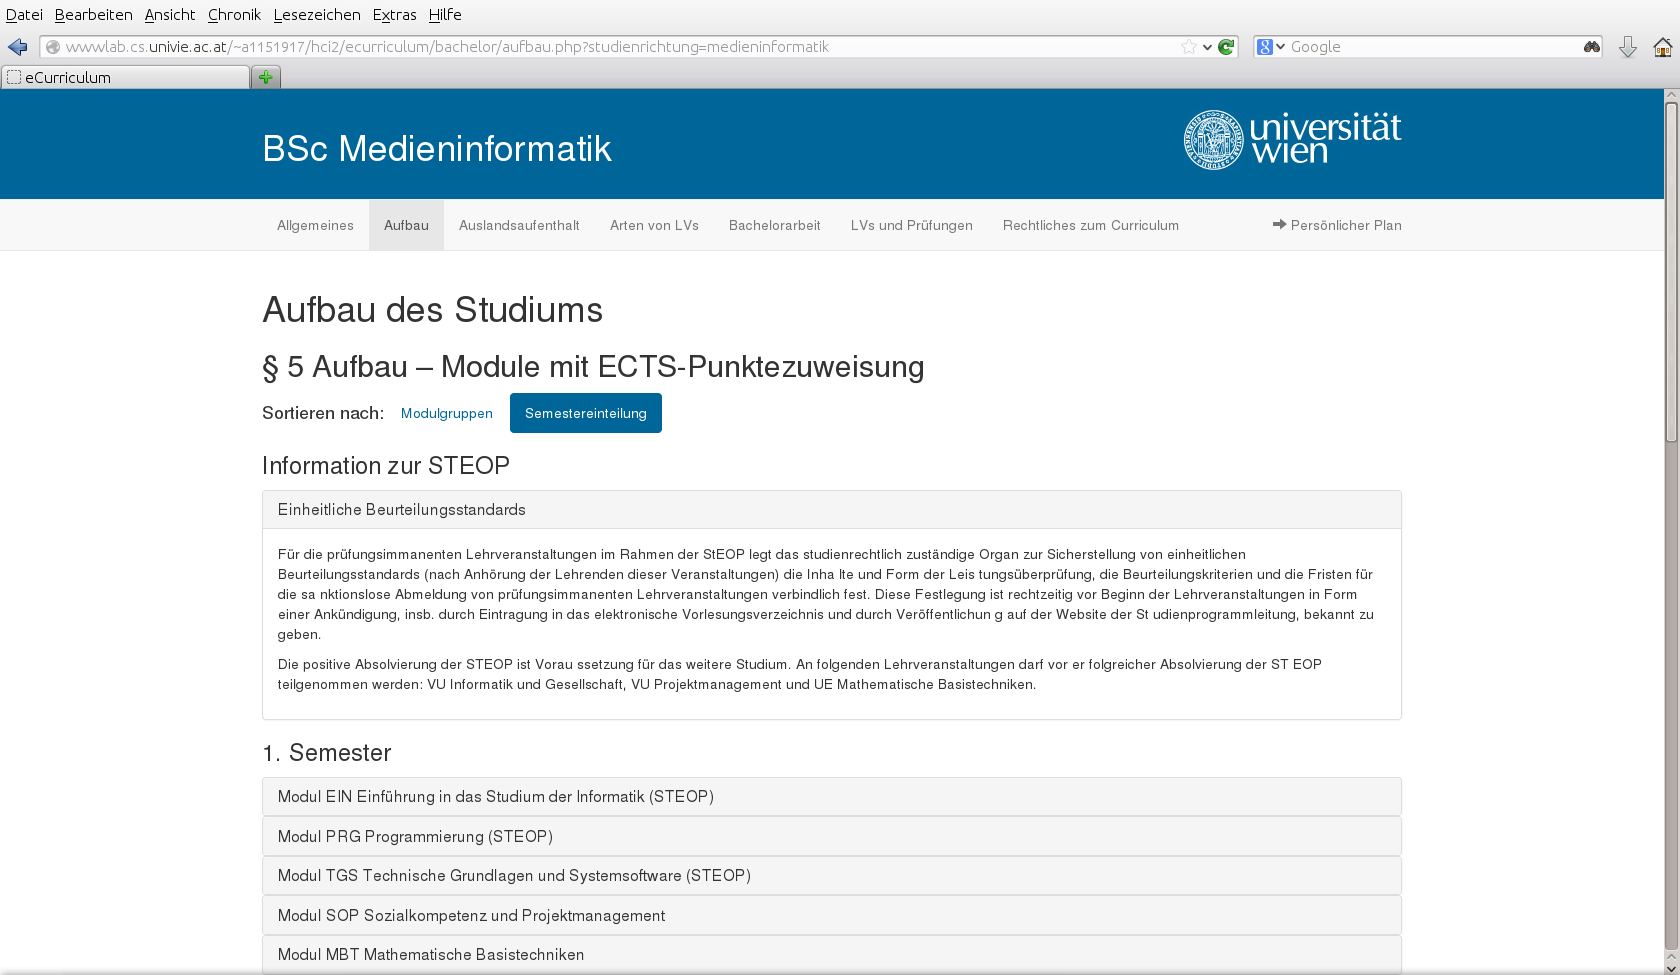 Datei Bearbeiten Ansicht Chronik Lesezeichen Extras Hilfe
wwwlab.cs.univie.ac.at/~a1151917/hci2/ecurriculum/bachelor/aufbau.php?studienrichtung=medieninformatik
Google
eCurriculum
BSc Medieninformatik
universität
wien
Allgemeines Aufbau Auslandsaufenthalt Arten von LVs Bachelorarbeit LVs und Prüfungen Rechtliches zum Curriculum Persönlicher Plan
Aufbau des Studiums
§ 5 Aufbau – Module mit ECTS-Punktezuweisung
Sortieren nach: Modulgruppen Semestereinteilung
Information zur STEOP
Einheitliche Beurteilungsstandards
Für die prüfungsimmanenten Lehrveranstaltungen im Rahmen der StEOP legt das studienrechtlich zuständige Organ zur Sicherstellung von einheitlichen
Beurteilungsstandards (nach Anhörung der Lehrenden dieser Veranstaltungen) die Inha lte und Form der Leis tungsüberprüfung, die Beurteilungskriterien und die Fristen für
die sa nktionslose Abmeldung von prüfungsimmanenten Lehrveranstaltungen verbindlich fest. Diese Festlegung ist rechtzeitig vor Beginn der Lehrveranstaltungen in Form
einer Ankündigung, insb. durch Eintragung in das elektronische Vorlesungsverzeichnis und durch Veröffentlichun g auf der Website der St udienprogrammleitung, bekannt zu
geben.
Die positive Absolvierung der STEOP ist Vorau ssetzung für das weitere Studium. An folgenden Lehrveranstaltungen darf vor er folgreicher Absolvierung der ST EOP
teilgenommen werden: VU Informatik und Gesellschaft, VU Projektmanagement und UE Mathematische Basistechniken.
1. Semester
Modul EIN Einführung in das Studium der Informatik (STEOP)
Modul PRG Programmierung (STEOP)
Modul TGS Technische Grundlagen und Systemsoftware (STEOP)
Modul SOP Sozialkompetenz und Projektmanagement
Modul MBT Mathematische Basistechniken